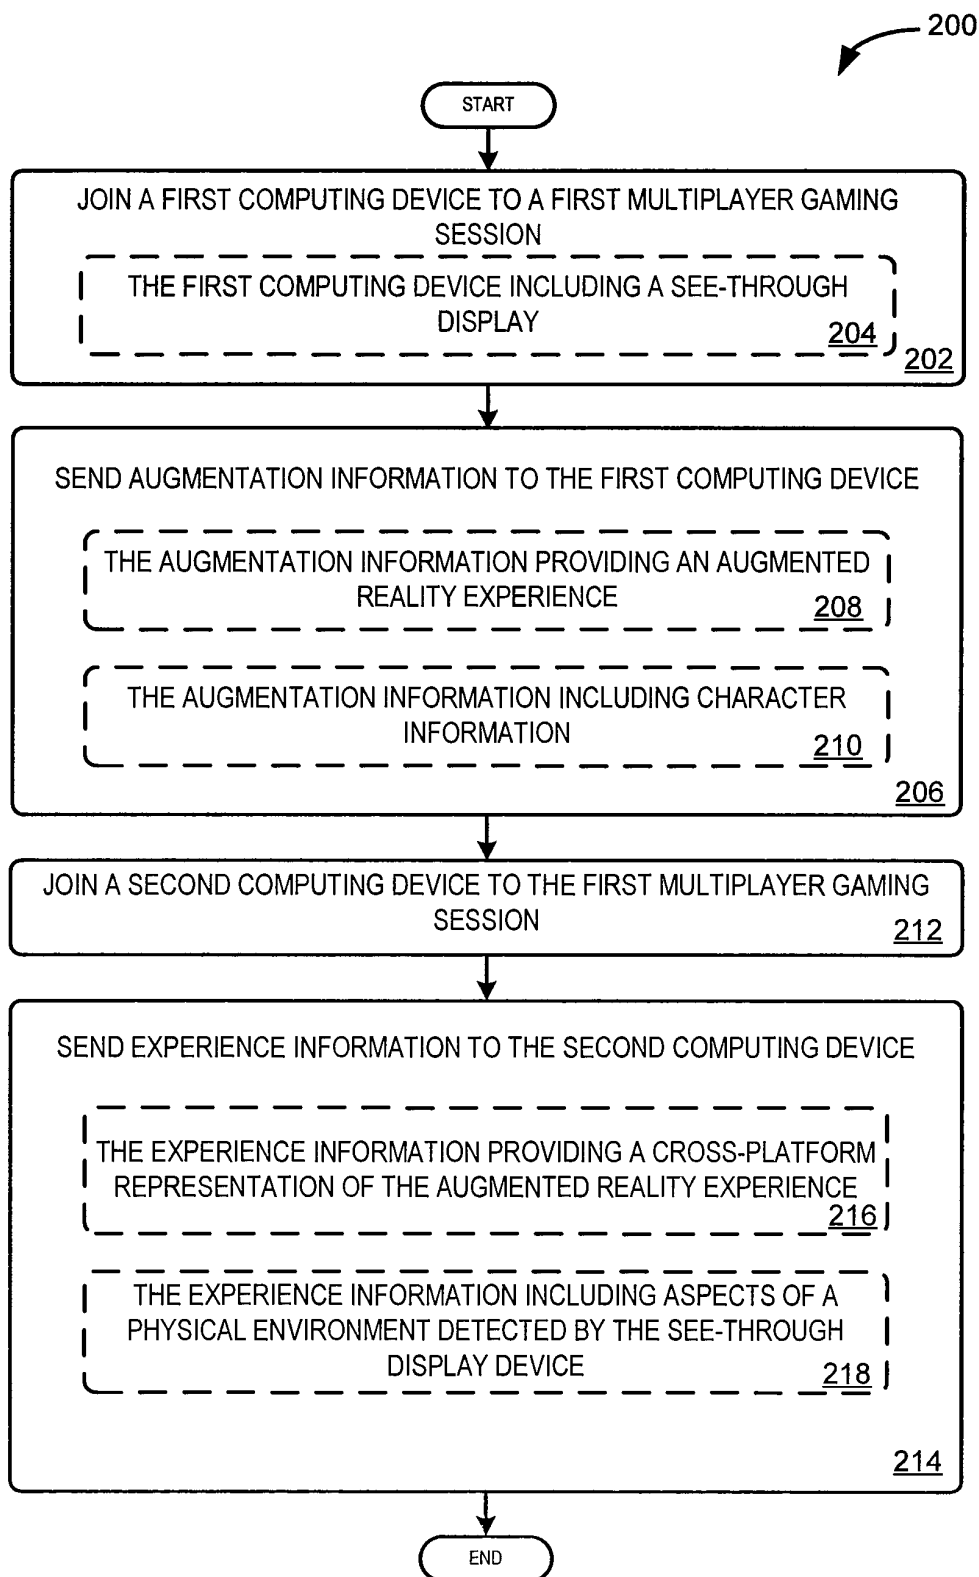 200
START
JOIN A FIRST COMPUTING DEVICE TO A FIRST MULTIPLAYER GAMING
SESSION
THE FIRST COMPUTING DEVICE INCLUDING A SEE-THROUGH
DISPLAY
204
202
SEND AUGMENTATION INFORMATION TO THE FIRST COMPUTING DEVICE
THE AUGMENTATION INFORMATION PROVIDING AN AUGMENTED
REALITY EXPERIENCE
208
THE AUGMENTATION INFORMATION INCLUDING CHARACTER
INFORMATION
210
206
JOIN A SECOND COMPUTING DEVICE TO THE FIRST MULTIPLAYER GAMING
SESSION
212
SEND EXPERIENCE INFORMATION TO THE SECOND COMPUTING DEVICE
THE EXPERIENCE INFORMATION PROVIDING A CROSS-PLATFORM
REPRESENTATION OF THE AUGMENTED REALITY EXPERIENCE
216
THE EXPERIENCE INFORMATION INCLUDING ASPECTS OF A
PHYSICAL ENVIRONMENT DETECTED BY THE SEE-THROUGH
DISPLAY DEVICE
218
214
END